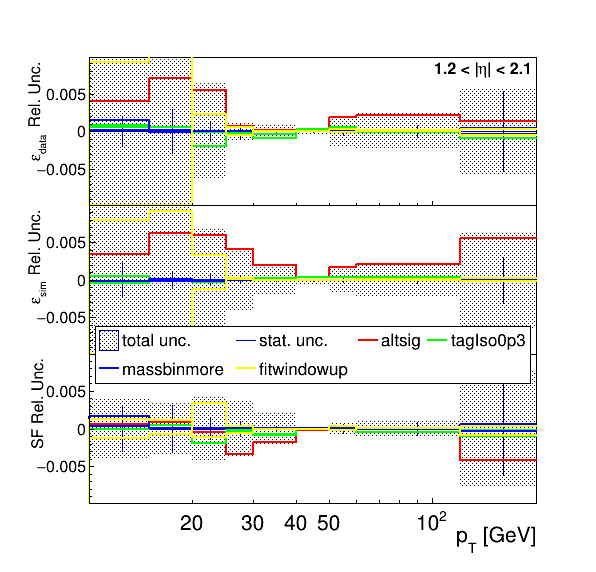 1.2 < |η| < 2.1
ε_data Rel. Unc.
0.005
0
−0.005
ε_sim Rel. Unc.
0.005
0
−0.005
total unc. stat. unc. altsig tagIso0p3
massbinmore fitwindowup
SF Rel. Unc.
0.005
0
−0.005
20 30 40 50 10²
p_T [GeV]